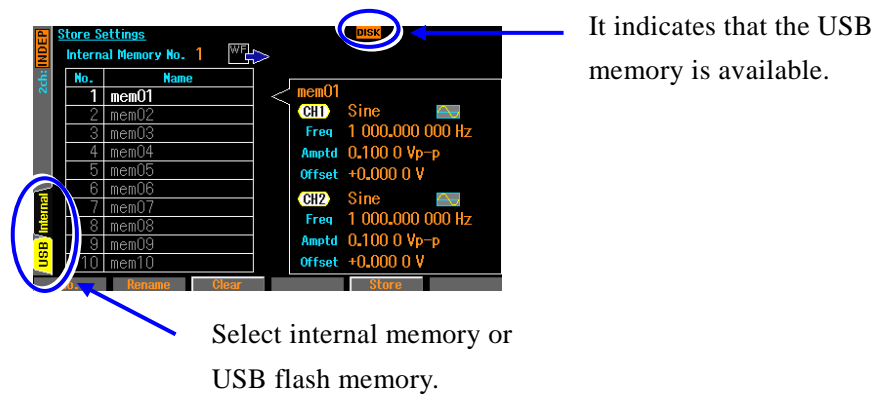 It indicates that the USB
memory is available.
DISK
Store Settings
Internal Memory No. 1 WF
2ch: INDEP
No. Name
1 mem01
2 mem02
3 mem03
4 mem04
5 mem05
6 mem06
7 mem07
8 mem08
9 mem09
10 mem10
mem01
CH1 Sine
Freq 1 000.000 000 Hz
Amptd 0.100 0 Vp-p
Offset +0.000 0 V
CH2 Sine
Freq 1 000.000 000 Hz
Amptd 0.100 0 Vp-p
Offset +0.000 0 V
Internal
USB
Rename Clear Store
Select internal memory or
USB flash memory.